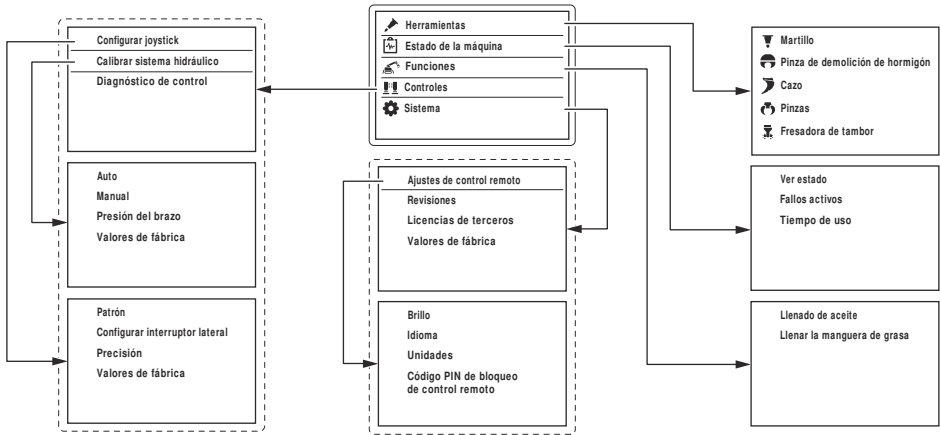 Configurar joystick
Calibrar sistema hidráulico
Diagnóstico de control
Auto
Manual
Presión del brazo
Valores de fábrica
Patrón
Configurar interruptor lateral
Precisión
Valores de fábrica
Herramientas
Estado de la máquina
Funciones
Controles
Sistema
Ajustes de control remoto
Revisiones
Licencias de terceros
Valores de fábrica
Brillo
Idioma
Unidades
Código PIN de bloqueo
de control remoto
Martillo
Pinza de demolición de hormigón
Cazo
Pinzas
Fresadora de tambor
Ver estado
Fallos activos
Tiempo de uso
Llenado de aceite
Llenar la manguera de grasa